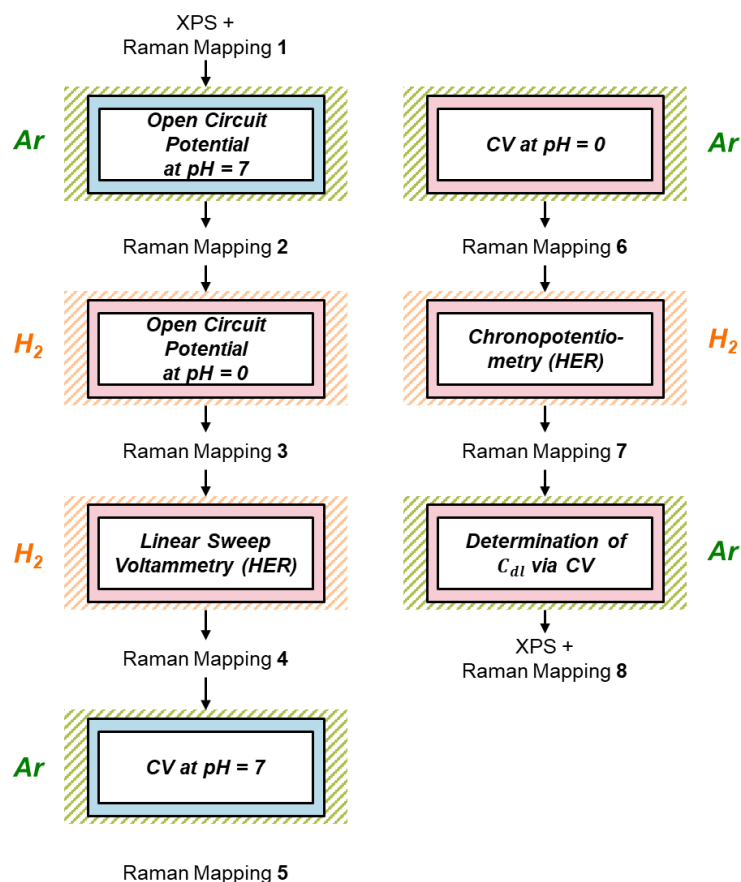 XPS +
Raman Mapping 1
Ar
Open Circuit
Potential
at pH = 7
Raman Mapping 2
H2
Open Circuit
Potential
at pH = 0
Raman Mapping 3
H2
Linear Sweep
Voltammetry (HER)
Raman Mapping 4
Ar
CV at pH = 7
Raman Mapping 5
CV at pH = 0
Ar
Raman Mapping 6
Chronopotentio-
metry (HER)
H2
Raman Mapping 7
Determination of
Cdl via CV
Ar
XPS +
Raman Mapping 8